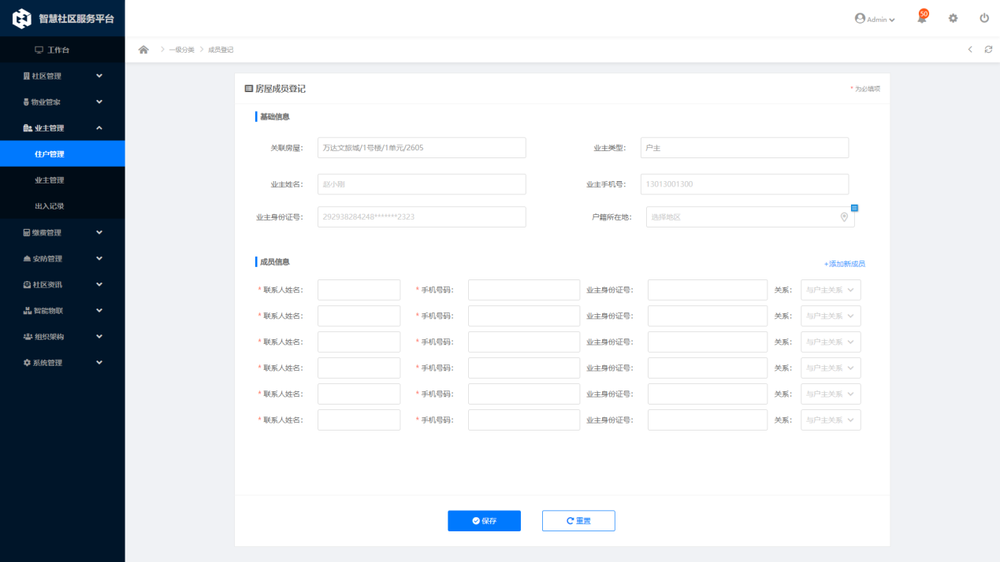 智慧社区服务平台
Admin
50
工作台
一级分类
成员登记
社区管理
物业管家
业主管理
住户管理
业主管理
出入记录
缴费管理
安防管理
社区资讯
智能物联
组织架构
系统管理
房屋成员登记
* 为必填项
基础信息
关联房屋： 万达文旅城/1号楼/1单元/2605 业主类型： 户主
业主姓名： 赵小刚 业主手机号： 13013001300
业主身份证号： 292938284248******2323 户籍所在地： 选择地区
成员信息 +添加新成员
* 联系人姓名： * 手机号码： 业主身份证号： 关系： 与户主关系
* 联系人姓名： * 手机号码： 业主身份证号： 关系： 与户主关系
* 联系人姓名： * 手机号码： 业主身份证号： 关系： 与户主关系
* 联系人姓名： * 手机号码： 业主身份证号： 关系： 与户主关系
* 联系人姓名： * 手机号码： 业主身份证号： 关系： 与户主关系
* 联系人姓名： * 手机号码： 业主身份证号： 关系： 与户主关系
保存 重置